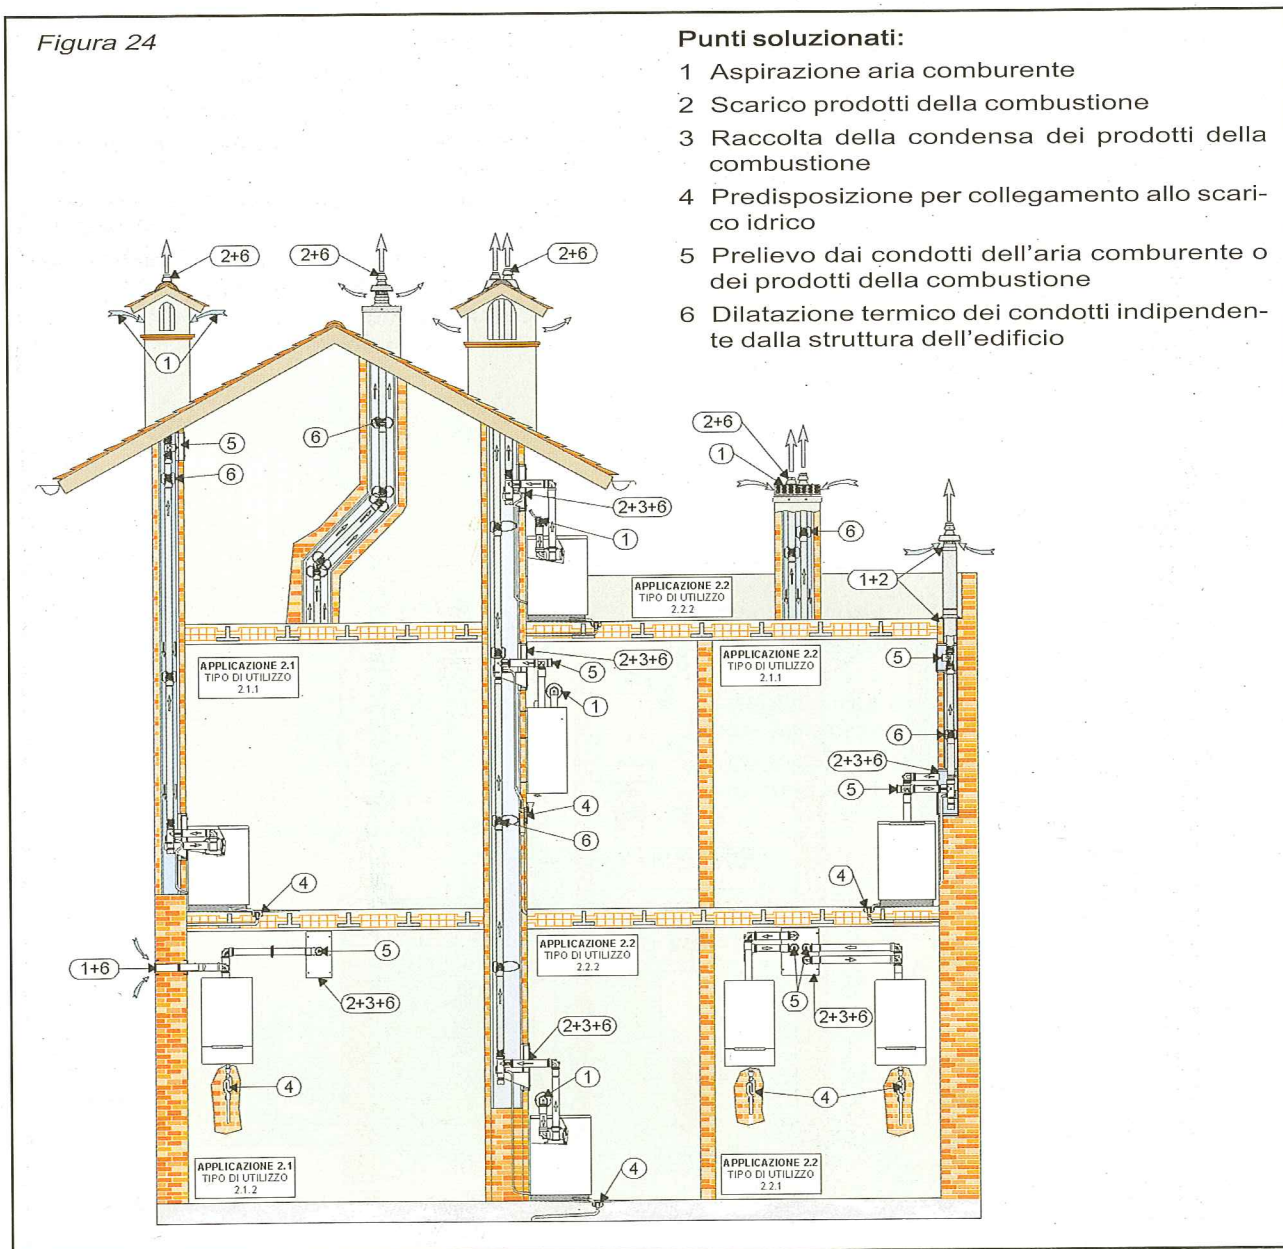 Figura 24
Punti soluzionati:
1 Aspirazione aria comburente
2 Scarico prodotti della combustione
3 Raccolta della condensa dei prodotti della
combustione
4 Predisposizione per collegamento allo scari-
co idrico
5 Prelievo dai condotti dell'aria comburente o
dei prodotti della combustione
6 Dilatazione termico dei condotti indipenden-
te dalla struttura dell'edificio
2+6
2+6
2+6
1
5
6
6
2+6
1
2+3+6
1
6
1+2
APPLICAZIONE 2.2
TIPO DI UTILIZZO
2.2.2
APPLICAZIONE 2.1
TIPO DI UTILIZZO
2.1.1
2+3+6
5
1
APPLICAZIONE 2.2
TIPO DI UTILIZZO
2.1.1
5
6
2+3+6
5
4
6
4
4
1+6
5
2+3+6
APPLICAZIONE 2.2
TIPO DI UTILIZZO
2.2.2
5
2+3+6
2+3+6
1
4
4
APPLICAZIONE 2.1
TIPO DI UTILIZZO
2.1.2
4
APPLICAZIONE 2.2
TIPO DI UTILIZZO
2.2.1